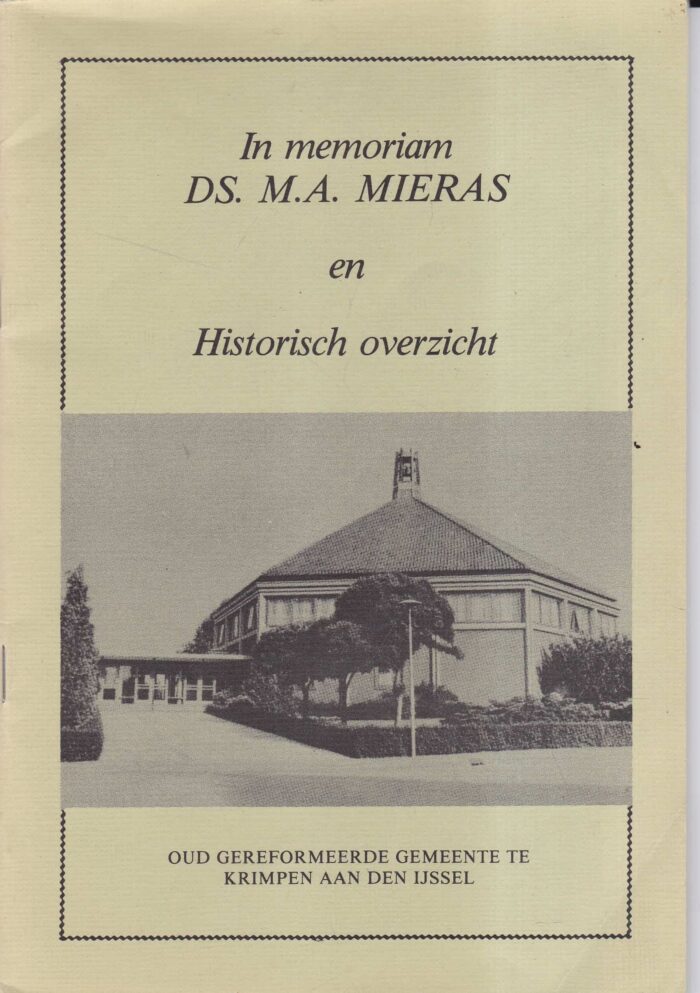 In memoriam
DS. M.A. MIERAS
en
Historisch overzicht
OUD GEREFORMEERDE GEMEENTE TE
KRIMPEN AAN DEN IJSSEL